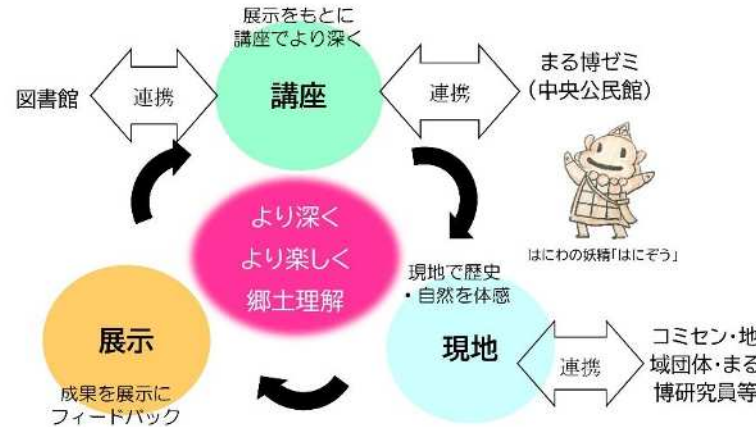 展示をもとに
講座でより深く
講座
図書館
連携
連携
まる博ゼミ
（中央公民館）
はにわの妖精「はにぞう」
より深く
より楽しく
郷土理解
現地で歴史
・自然を体感
現地
連携
コミセン・地
域団体・まる
博研究員等
展示
成果を展示に
フィードバック